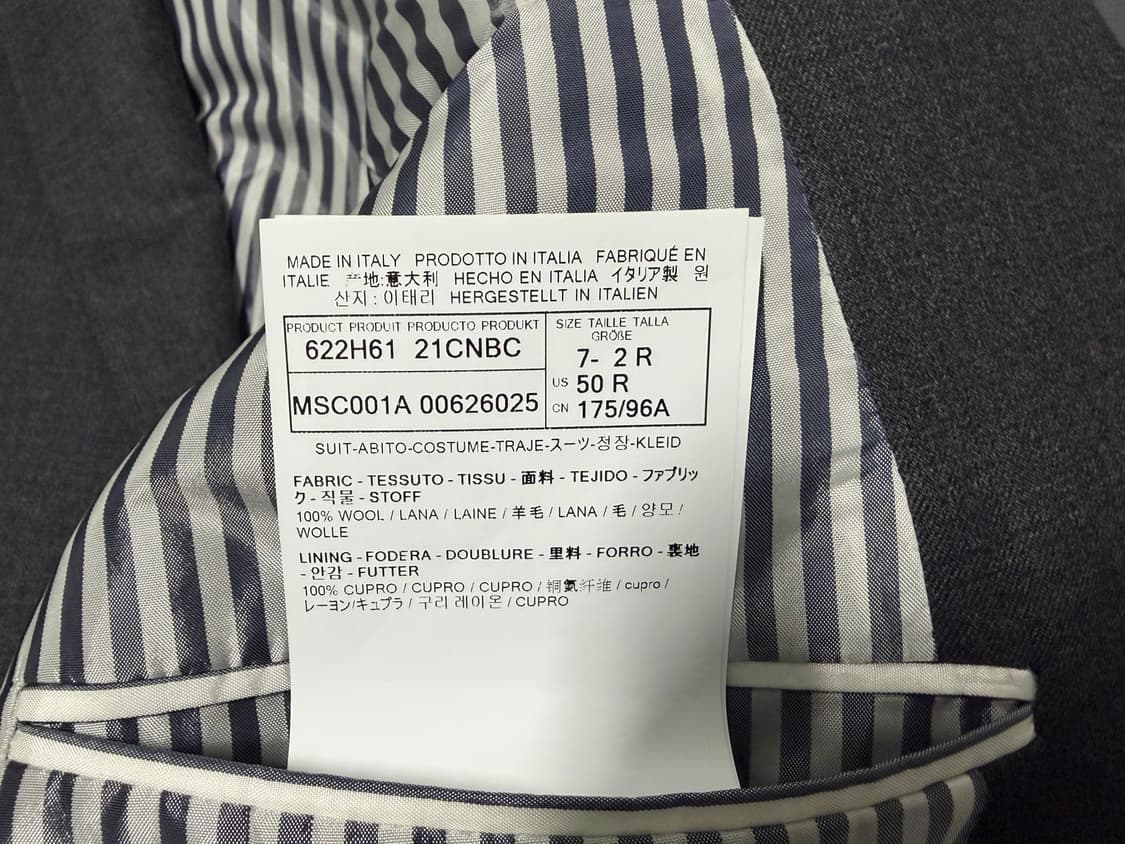 MADE IN ITALY PRODOTTO IN ITALIA FABRIQUÉ EN
ITALIE 产地:意大利 HECHO EN ITALIA イタリア製 원
산지 : 이태리 HERGESTELLT IN ITALIEN
PRODUCT PRODUIT PRODUCTO PRODUKT
622H61 21CNBC
MSC001A 00626025
SIZE TAILLE TALLA
GRÖßE
7- 2 R
US 50 R
CN 175/96A
SUIT-ABITO-COSTUME-TRAJE-スーツ-정장-KLEID
FABRIC - TESSUTO - TISSU - 面料 - TEJIDO - ファブリッ
ク - 직물 - STOFF
100% WOOL / LANA / LAINE / 羊毛 / LANA / 毛 / 양모 /
WOLLE
LINING - FODERA - DOUBLURE - 里料 - FORRO - 裏地
- 안감 - FUTTER
100% CUPRO / CUPRO / CUPRO / 铜氨纤维 / cupro /
レーヨン/キュプラ / 구리 레이온 / CUPRO